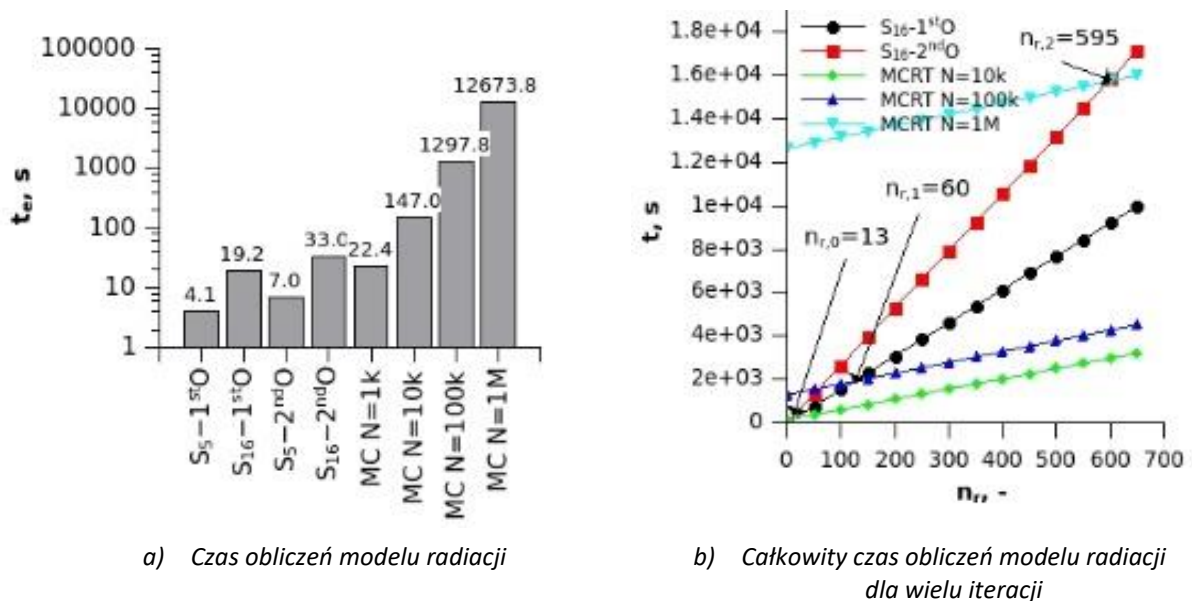 100000
10000
1000
100
10
1
tₑ, s
4.1
19.2
7.0
33.0
22.4
147.0
1297.8
12673.8
S₅−1ˢᵗO
S₁₆−1ˢᵗO
S₅−2ⁿᵈO
S₁₆−2ⁿᵈO
MC N=1k
MC N=10k
MC N=100k
MC N=1M
a) Czas obliczeń modelu radiacji
1.8e+04
1.6e+04
1.4e+04
1.2e+04
1e+04
8e+03
6e+03
4e+03
2e+03
0
t, s
S₁₆-1ˢᵗO
S₁₆-2ⁿᵈO
MCRT N=10k
MCRT N=100k
MCRT N=1M
nᵣ,₂=595
nᵣ,₁=60
nᵣ,₀=13
0 100 200 300 400 500 600 700
nᵣ, -
b) Całkowity czas obliczeń modelu radiacji
dla wielu iteracji